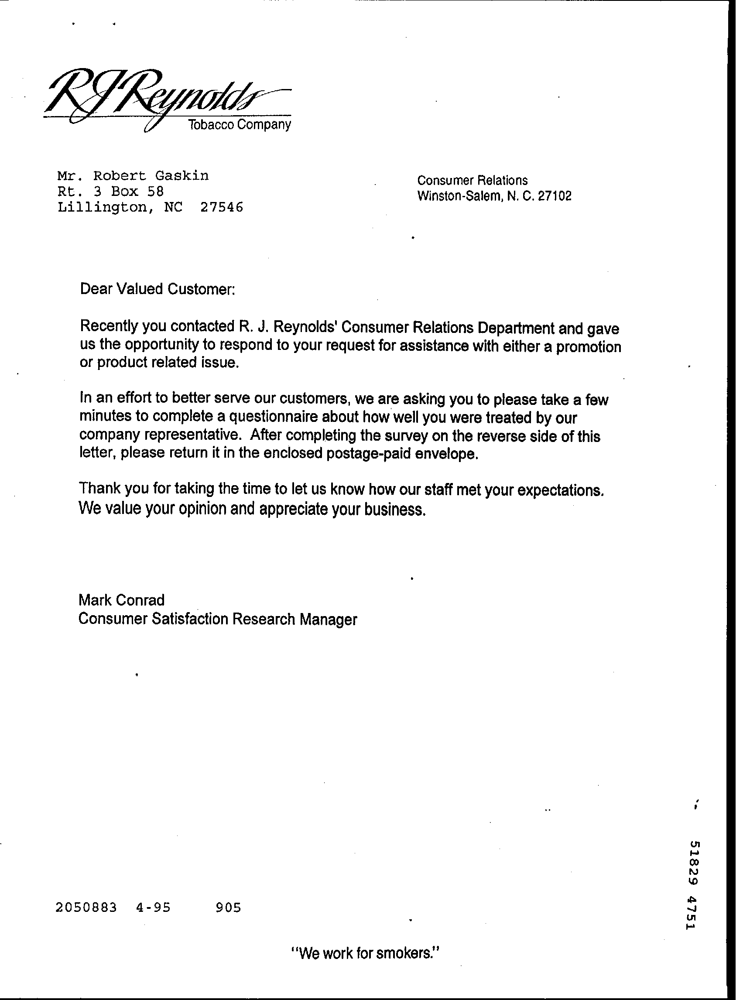 RJReynolds
Tobacco Company
Mr. Robert Gaskin
Rt. 3 Box 58
Lillington, NC 27546
Consumer Relations
Winston-Salem, N. C. 27102
Dear Valued Customer:
Recently you contacted R. J. Reynolds' Consumer Relations Department and gave
us the opportunity to respond to your request for assistance with either a promotion
or product related issue.
In an effort to better serve our customers, we are asking you to please take a few
minutes to complete a questionnaire about how well you were treated by our
company representative. After completing the survey on the reverse side of this
letter, please return it in the enclosed postage-paid envelope.
Thank you for taking the time to let us know how our staff met your expectations.
We value your opinion and appreciate your business.
Mark Conrad
Consumer Satisfaction Research Manager
51829 4751
2050883 4-95 905
"We work for smokers."